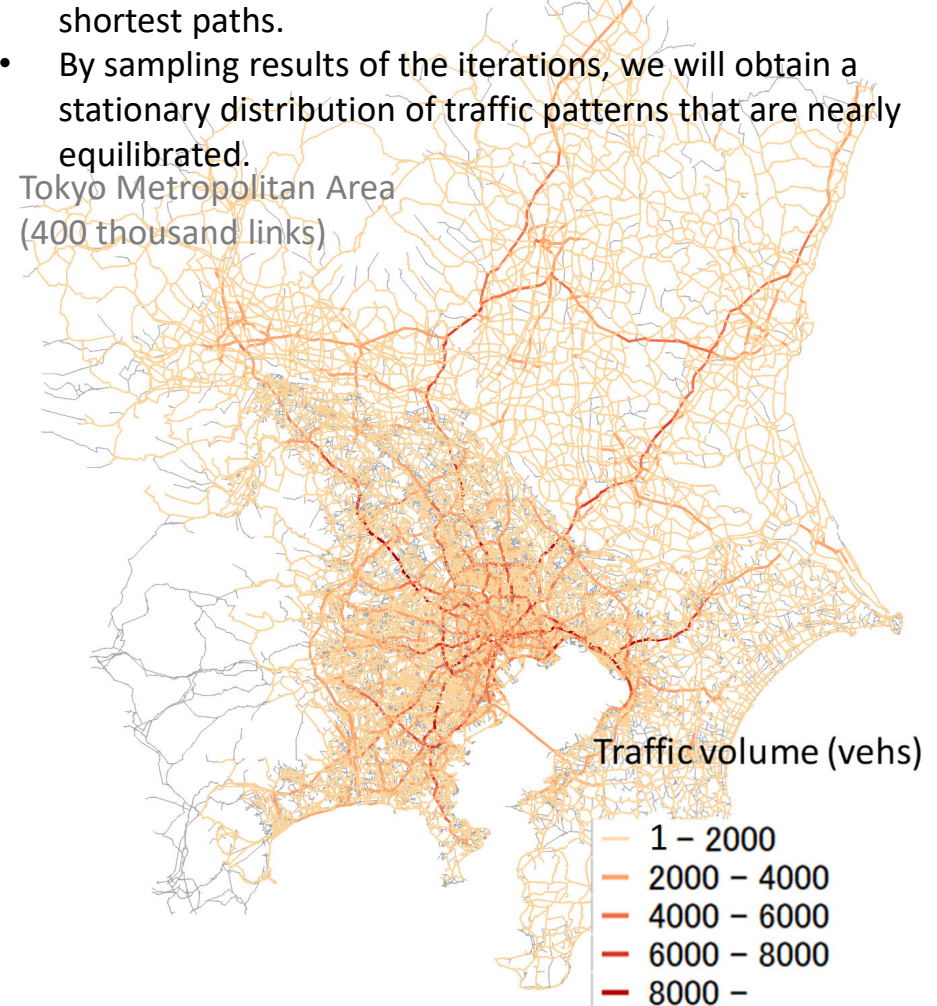 shortest paths.
• By sampling results of the iterations, we will obtain a
stationary distribution of traffic patterns that are nearly
equilibrated.
Tokyo Metropolitan Area
(400 thousand links)
Traffic volume (vehs)
1 – 2000
2000 – 4000
4000 – 6000
6000 – 8000
8000 –